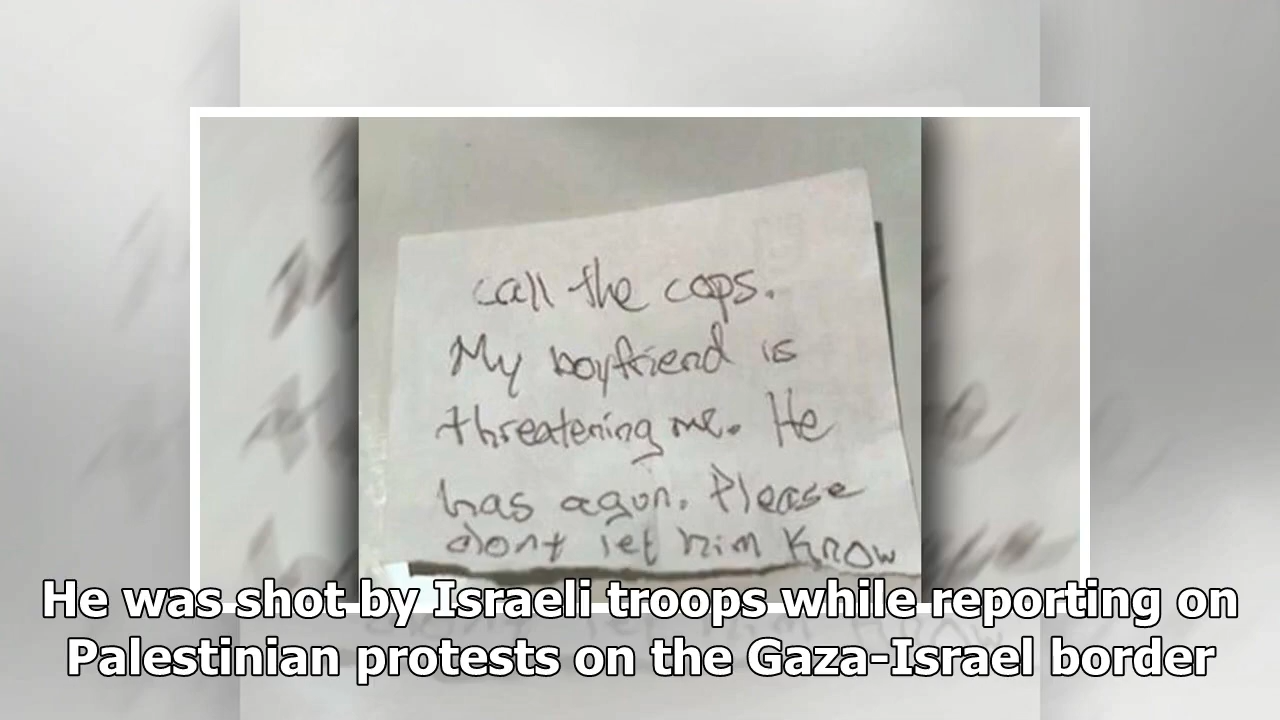 call the cops.
My boyfriend is
threatening me. He
has a gun. Please
dont let him know
He was shot by Israeli troops while reporting on
Palestinian protests on the Gaza-Israel border